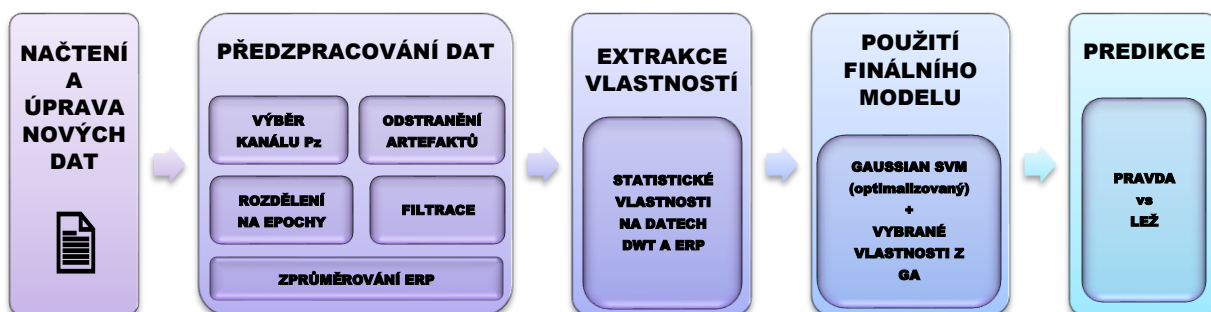 NAČTENÍ
A
ÚPRAVA
NOVÝCH
DAT
PŘEDZPRACOVÁNÍ DAT
VÝBĚR
KANÁLU Pz
ODSTRANĚNÍ
ARTEFAKTŮ
ROZDĚLENÍ
NA EPOCHY
FILTRACE
ZPRŮMĚROVÁNÍ ERP
EXTRAKCE
VLASTNOSTÍ
STATISTICKÉ
VLASTNOSTI
NA DATECH
DWT A ERP
POUŽITÍ
FINÁLNÍHO
MODELU
GAUSSIAN SVM
(optimalizovaný)
+
VYBRANÉ
VLASTNOSTI Z
GA
PREDIKCE
PRAVDA
vs
LEŽ